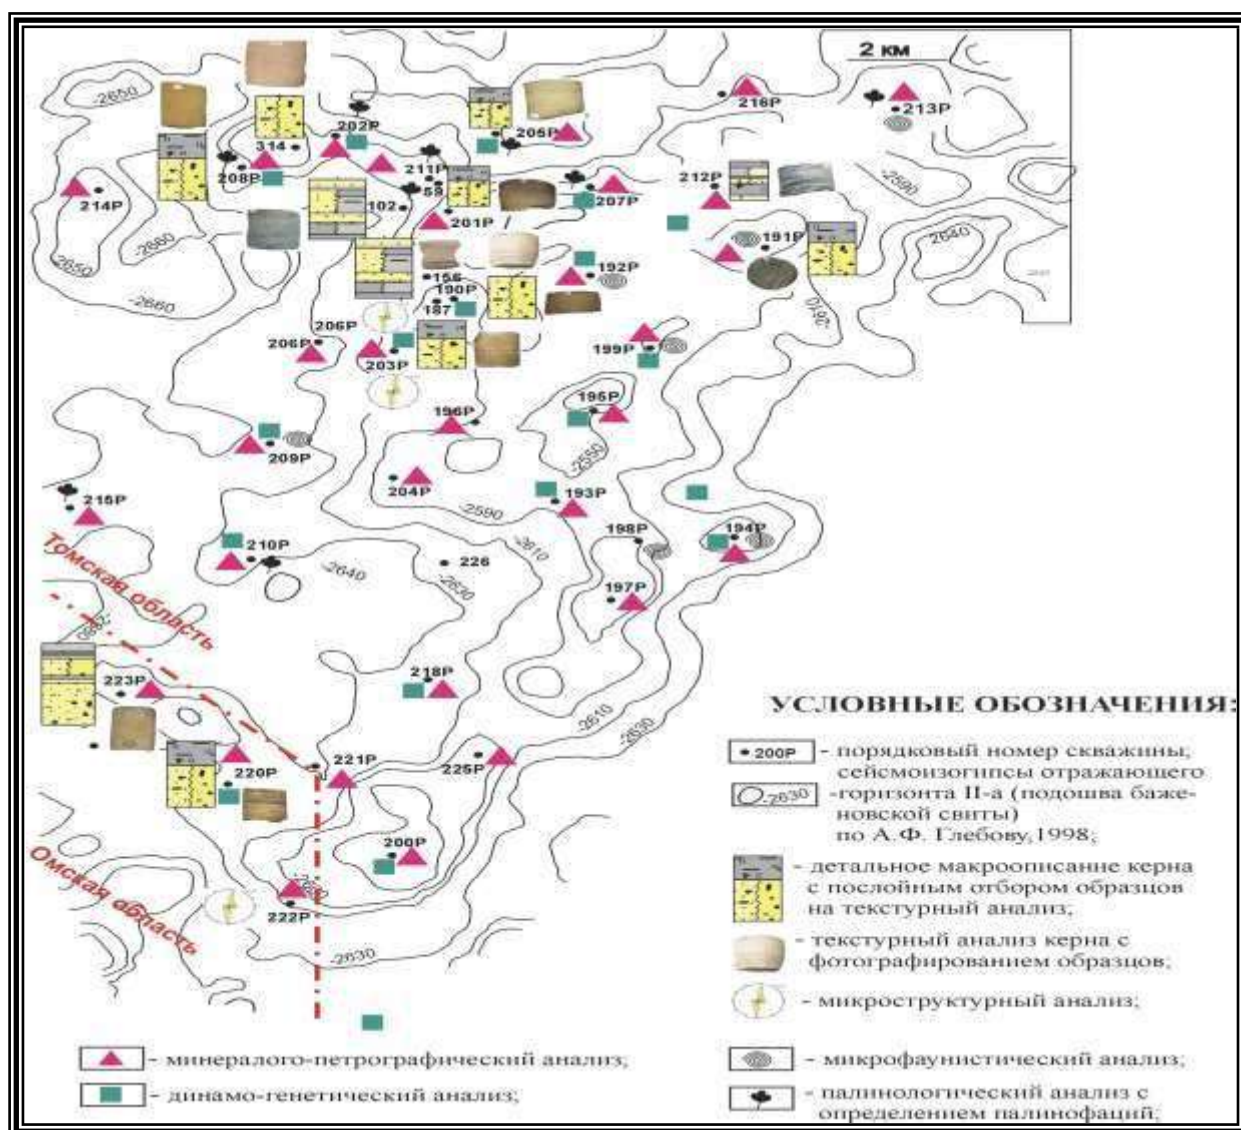 2 км
-2650
216Р
213Р
202Р
205Р
314
208Р
211Р
59
212Р
-2590
214Р
102
207Р
201Р
191Р
2640
-2660
2650
156
192Р
-2660
190Р
187
-2610
206Р
206Р
203Р
199Р
195Р
196Р
209Р
-2550
204Р
193Р
215Р
-2590
198Р
194Р
210Р
-2610
226
-2640
-2630
197Р
Томская область
218Р
223Р
-2610
-2630
221Р
225Р
220Р
200Р
222Р
-2630
Омская область
УСЛОВНЫЕ ОБОЗНАЧЕНИЯ:
200Р - порядковый номер скважины;
сейсмоизогипсы отражающего
-2630 -горизонта II-а (подошва баже-
новской свиты)
по А.Ф. Глебову,1998;
- детальное макроописание керна
с послойным отбором образцов
на текстурный анализ;
- текстурный анализ керна с
фотографированием образцов;
- микроструктурный анализ;
- минералого-петрографический анализ;
- динамо-генетический анализ;
- микрофаунистический анализ;
- палинологический анализ с
определением палинофаций;